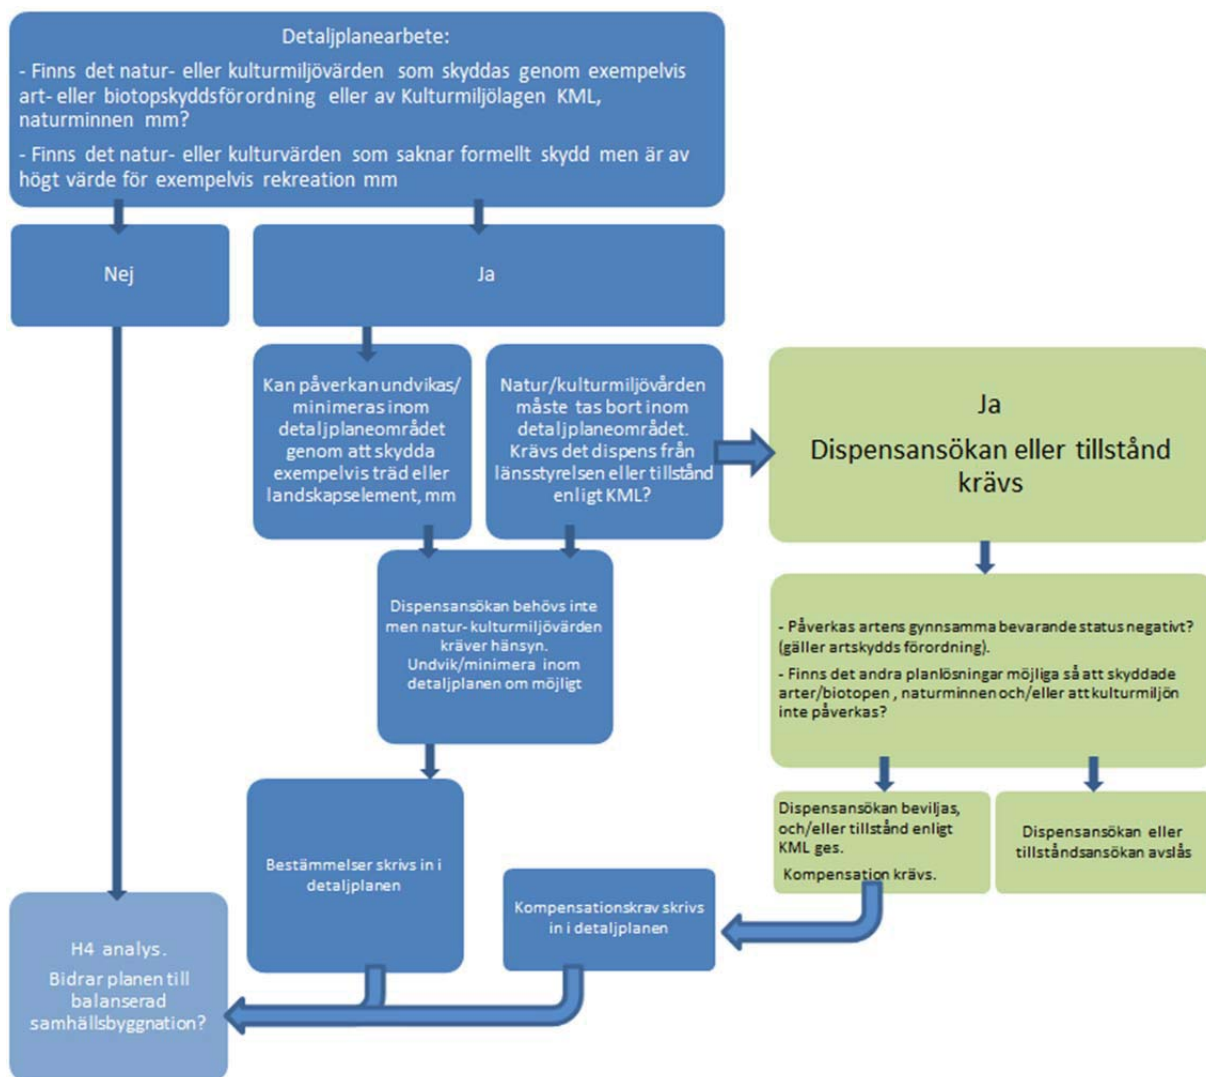 Detaljplanearbete:
- Finns det natur- eller kulturmiljövärden som skyddas genom exempelvis
art- eller biotopskyddsförordning eller av Kulturmiljölagen KML,
naturminnen mm?
- Finns det natur- eller kulturvärden som saknar formellt skydd men är av
högt värde för exempelvis rekreation mm
Nej
Ja
Kan påverkan undvikas/
minimeras inom
detaljplaneområdet
genom att skydda
exempelvis träd eller
landskapselement, mm
Natur/kulturmiljövården
måste tas bort inom
detaljplaneområdet.
Krävs det dispens från
länsstyrelsen eller tillstånd
enligt KML?
Ja
Dispensansökan eller tillstånd
krävs
Dispensansökan behövs inte
men natur- kulturmiljövärden
kräver hänsyn.
Undvik/minimera inom
detaljplanen om möjligt
- Påverkas artens gynnsamma bevarande status negativt?
(gäller artskydds förordning).
- Finns det andra planlösningar möjliga så att skyddade
arter/biotopen , naturminnen och/eller att kulturmiljön
inte påverkas?
Bestämmelser skrivs in i
detaljplanen
Dispensansökan beviljas,
och/eller tillstånd enligt
KML ges.
Kompensation krävs.
Dispensansökan eller
tillståndsansökan avslås
Kompensationskrav skrivs
in i detaljplanen
H4 analys.
Bidrar planen till
balanserad
samhällsbyggnation?